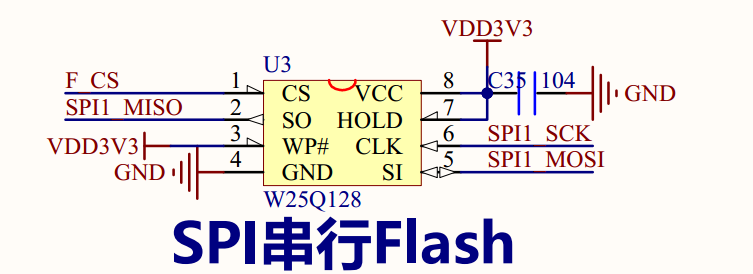 VDD3V3
U3
F_CS 1 CS VCC 8 C35 104 GND
SPI1_MISO 2 SO HOLD 7
VDD3V3 3 WP# CLK 6 SPI1_SCK
GND 4 GND SI 5 SPI1_MOSI
W25Q128
SPI串行Flash